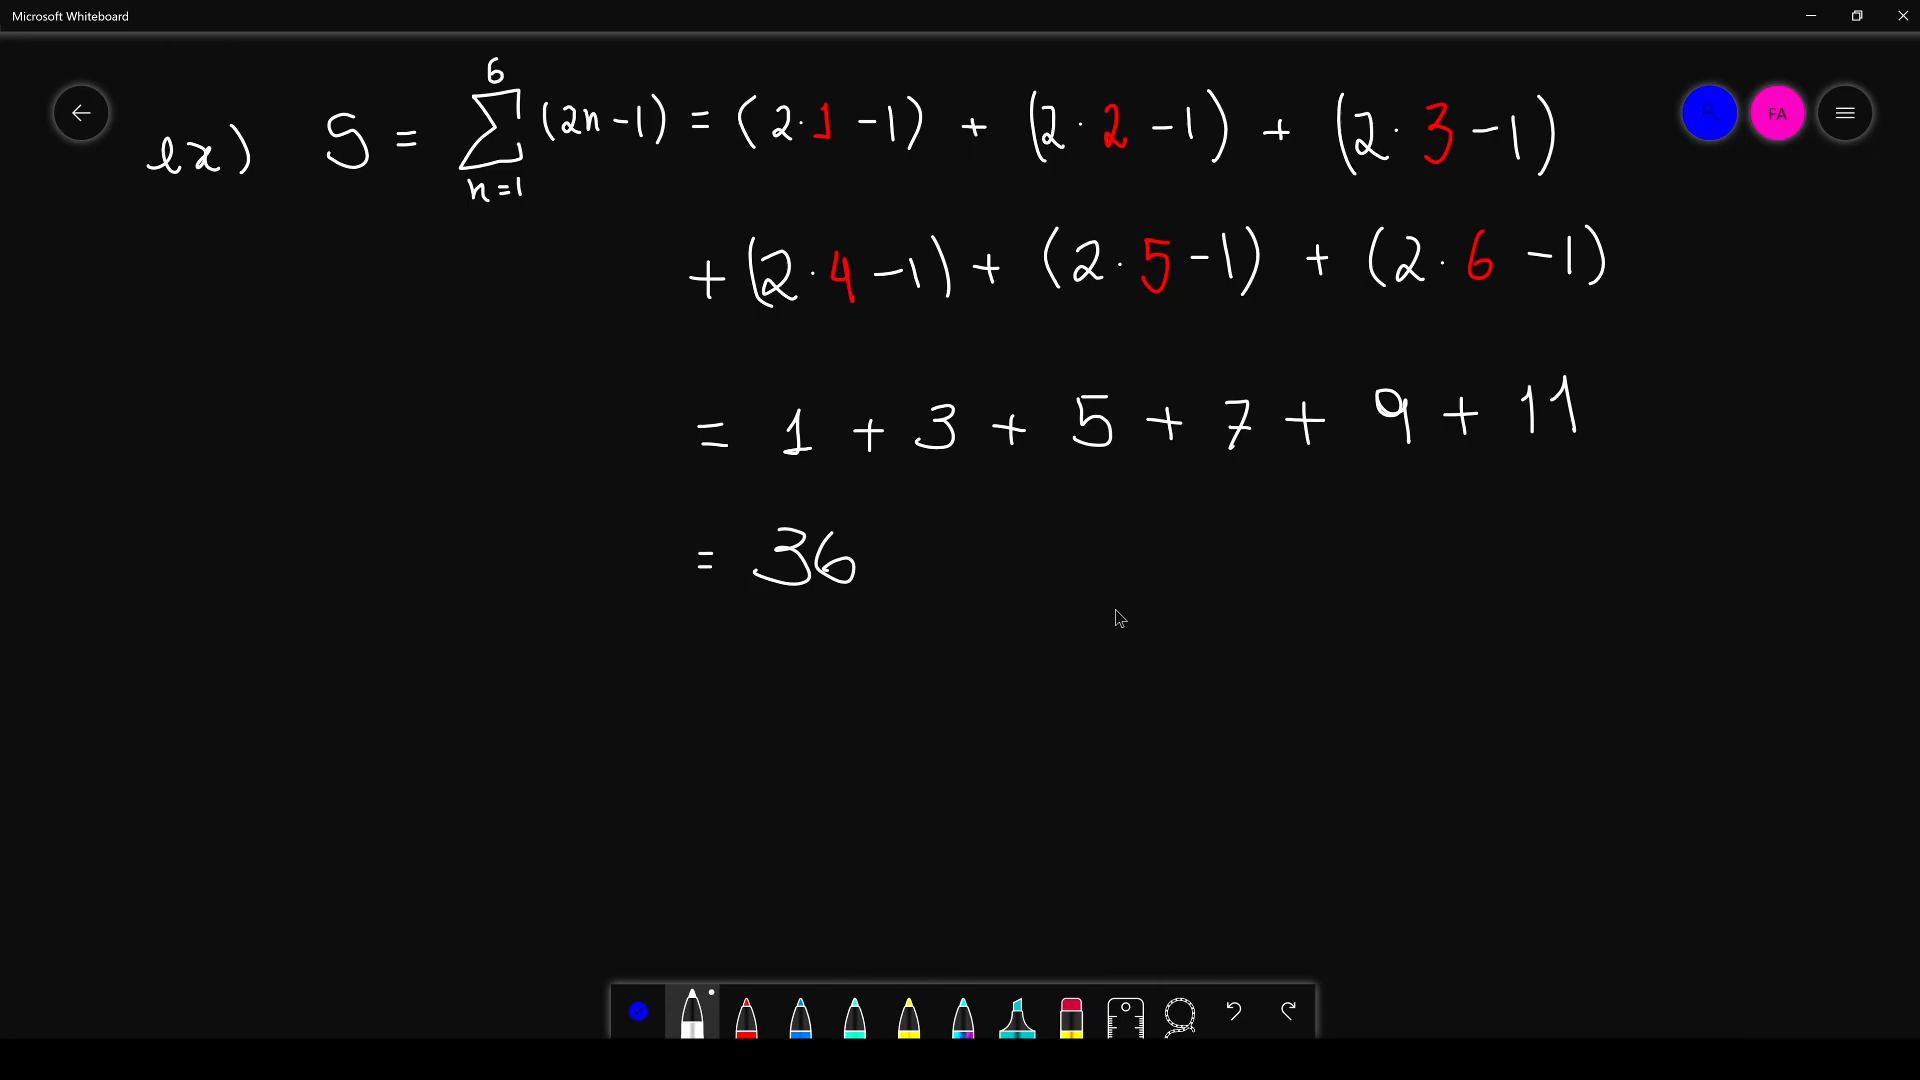 Microsoft Whiteboard
6
ex) S = ∑ (2n-1) = (2·1-1) + (2·2-1) + (2·3-1)
n=1
FA
+ (2·4-1) + (2·5-1) + (2·6-1)
= 1 + 3 + 5 + 7 + 9 + 11
= 36